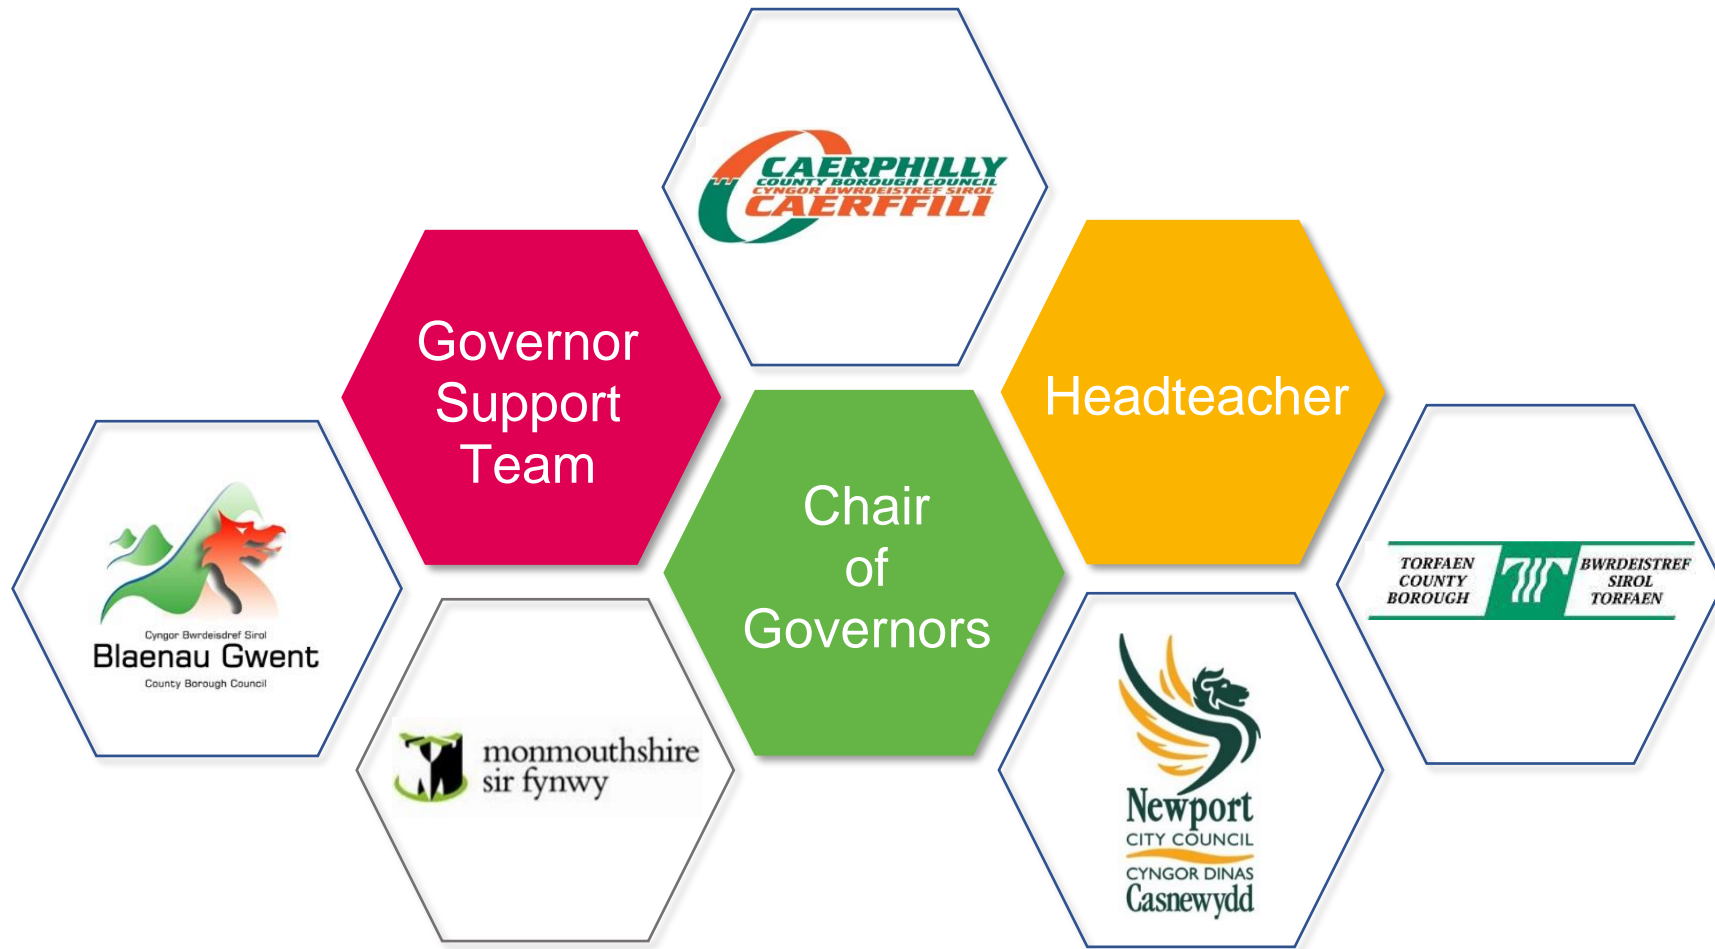 CAERPHILLY
COUNTY BOROUGH COUNCIL
CYNGOR BWRDEISTREF SIROL
CAERFFILI
Governor
Support
Team
Headteacher
Chair
of
Governors
Cyngor Bwrdeisdref Sirol
Blaenau Gwent
County Borough Council
TORFAEN
COUNTY
BOROUGH
BWRDEISTREF
SIROL
TORFAEN
monmouthshire
sir fynwy
Newport
CITY COUNCIL
CYNGOR DINAS
Casnewydd